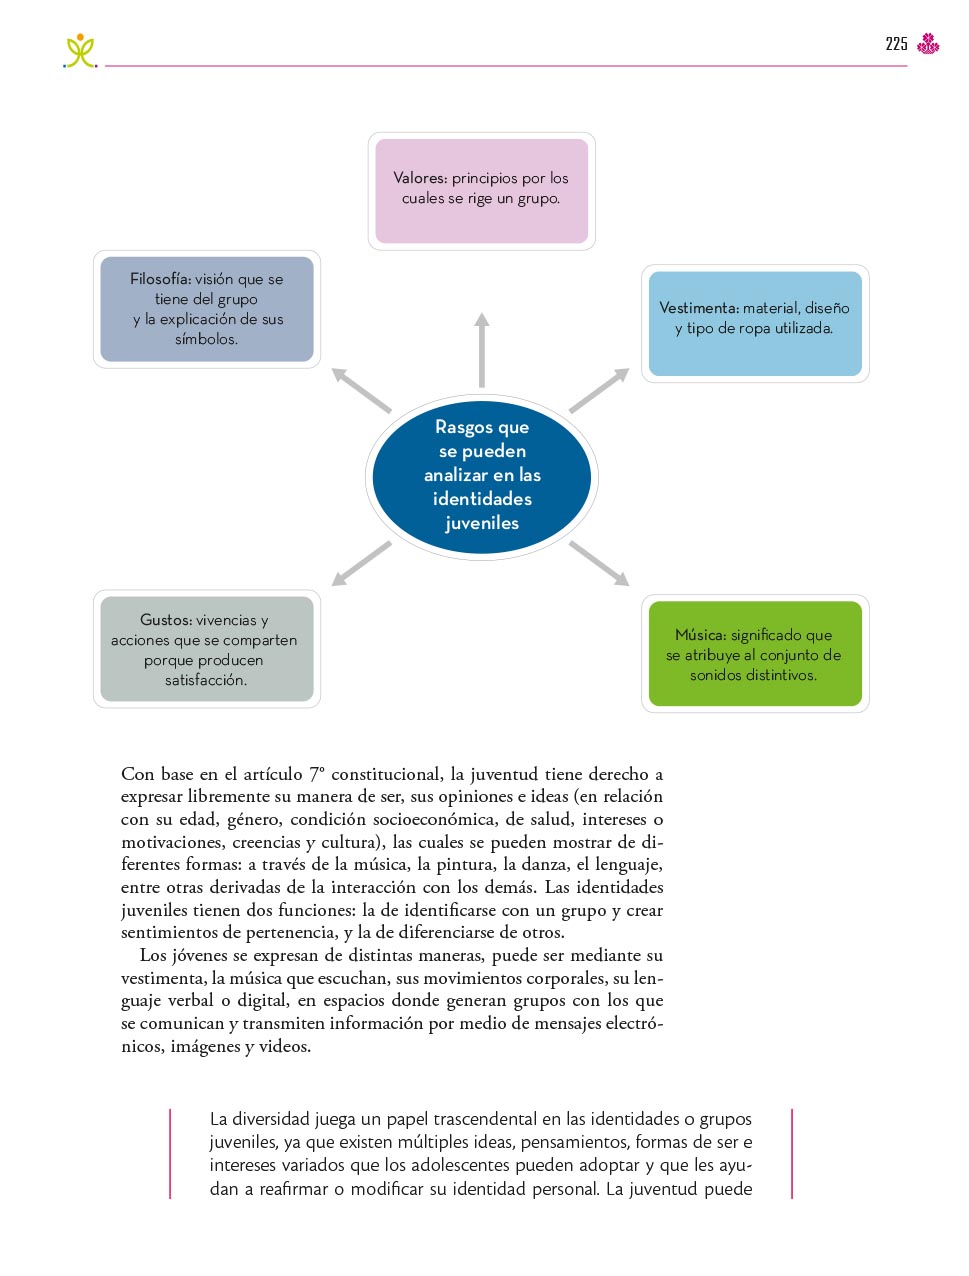 225
Valores: principios por los
cuales se rige un grupo.
Filosofía: visión que se
tiene del grupo
y la explicación de sus
símbolos.
Vestimenta: material, diseño
y tipo de ropa utilizada.
Rasgos que
se pueden
analizar en las
identidades
juveniles
Gustos: vivencias y
acciones que se comparten
porque producen
satisfacción.
Música: significado que
se atribuye al conjunto de
sonidos distintivos.
Con base en el artículo 7° constitucional, la juventud tiene derecho a
expresar libremente su manera de ser, sus opiniones e ideas (en relación
con su edad, género, condición socioeconómica, de salud, intereses o
motivaciones, creencias y cultura), las cuales se pueden mostrar de di-
ferentes formas: a través de la música, la pintura, la danza, el lenguaje,
entre otras derivadas de la interacción con los demás. Las identidades
juveniles tienen dos funciones: la de identificarse con un grupo y crear
sentimientos de pertenencia, y la de diferenciarse de otros.
Los jóvenes se expresan de distintas maneras, puede ser mediante su
vestimenta, la música que escuchan, sus movimientos corporales, su len-
guaje verbal o digital, en espacios donde generan grupos con los que
se comunican y transmiten información por medio de mensajes electró-
nicos, imágenes y videos.
La diversidad juega un papel trascendental en las identidades o grupos
juveniles, ya que existen múltiples ideas, pensamientos, formas de ser e
intereses variados que los adolescentes pueden adoptar y que les ayu-
dan a reafirmar o modificar su identidad personal. La juventud puede